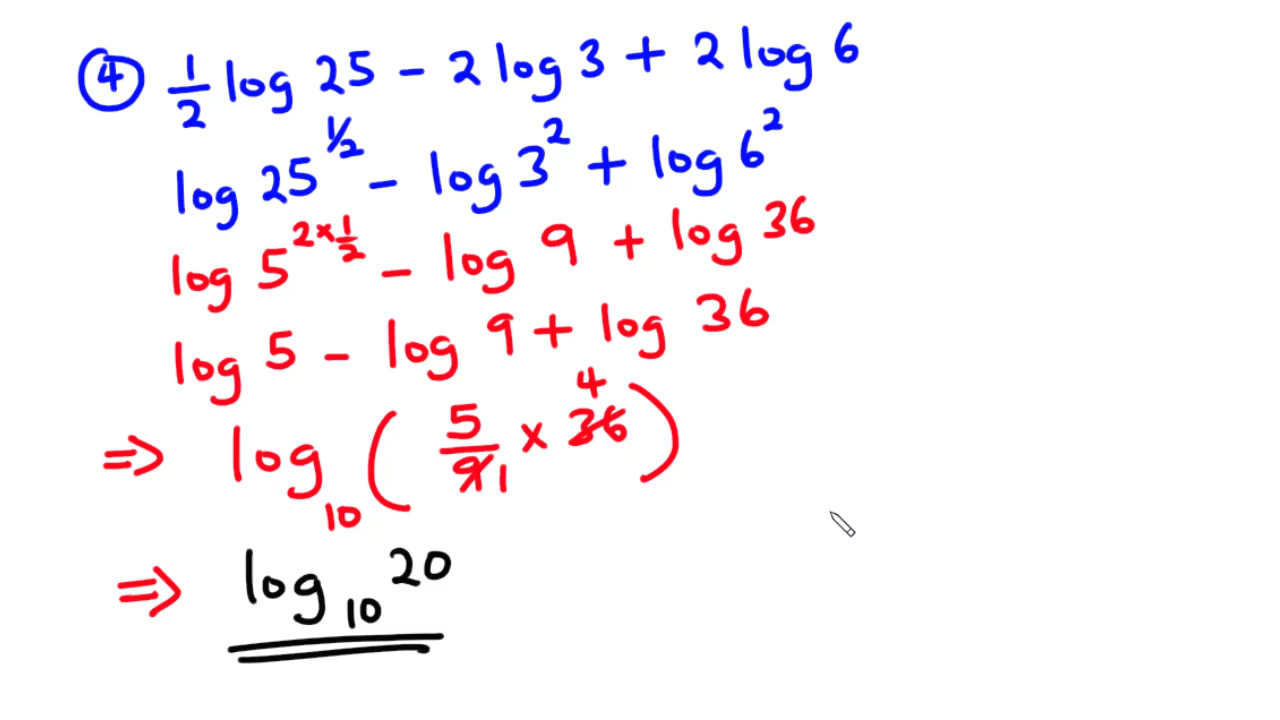 ④ 1/2 log 25 - 2 log 3 + 2 log 6
log 25^1/2 - log 3^2 + log 6^2
log 5^2×1/2 - log 9 + log 36
log 5 - log 9 + log 36
⇒ log₁₀ ( 5/9 1 × 36 4 )
⇒ log₁₀ 20